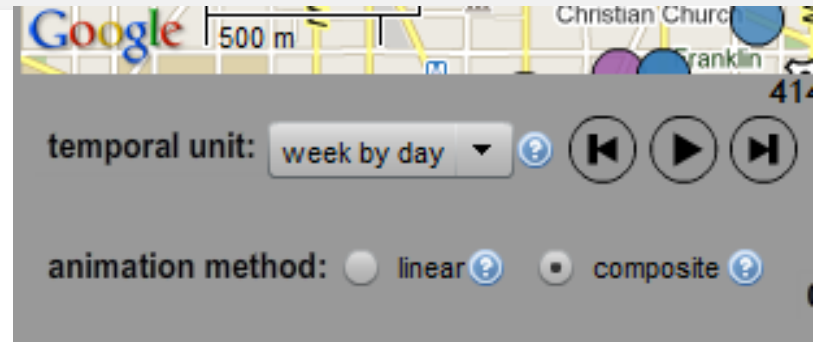 Christian Church
Google 500 m
Franklin
414
temporal unit: week by day ?
animation method: linear ? composite ?